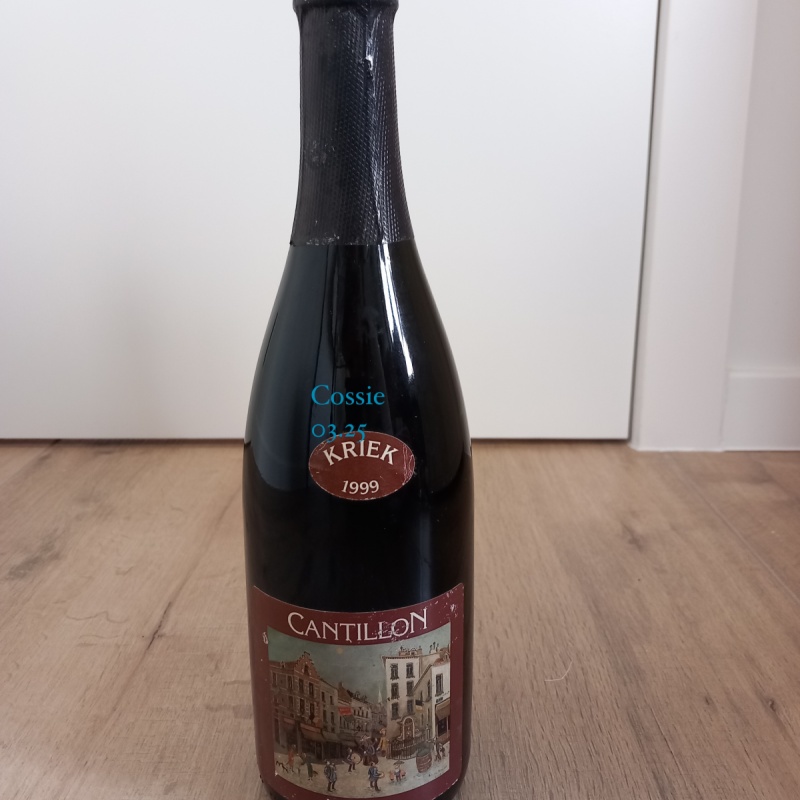 Cossie
03.25
KRIEK
1999
CANTILLON